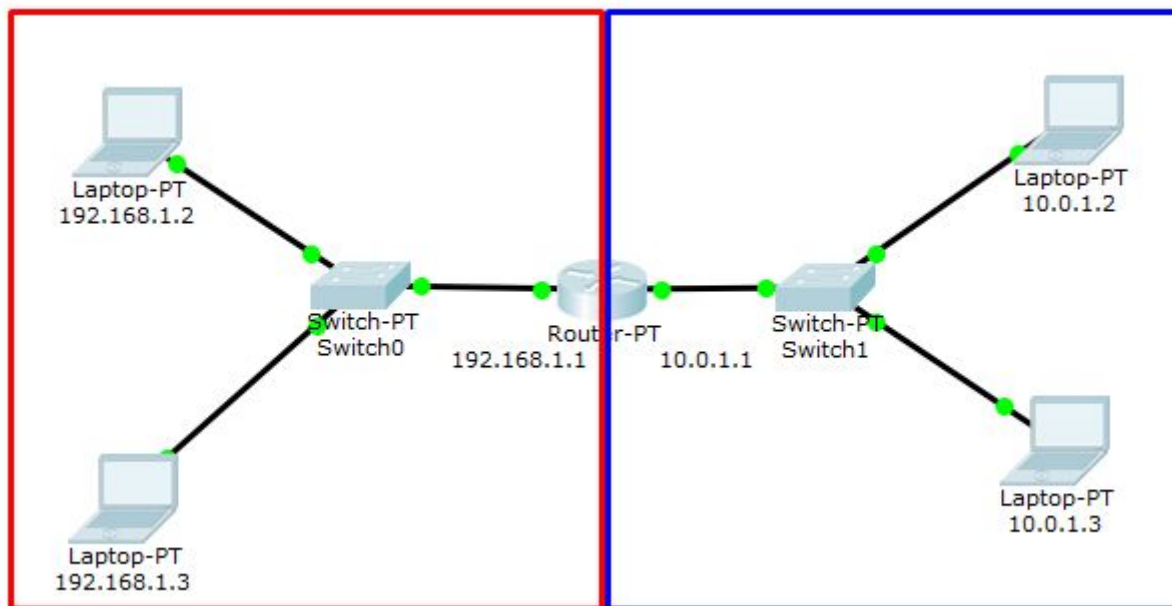 Laptop-PT
192.168.1.2
Laptop-PT
10.0.1.2
Switch-PT
Switch0
Router-PT
192.168.1.1
10.0.1.1
Switch-PT
Switch1
Laptop-PT
192.168.1.3
Laptop-PT
10.0.1.3